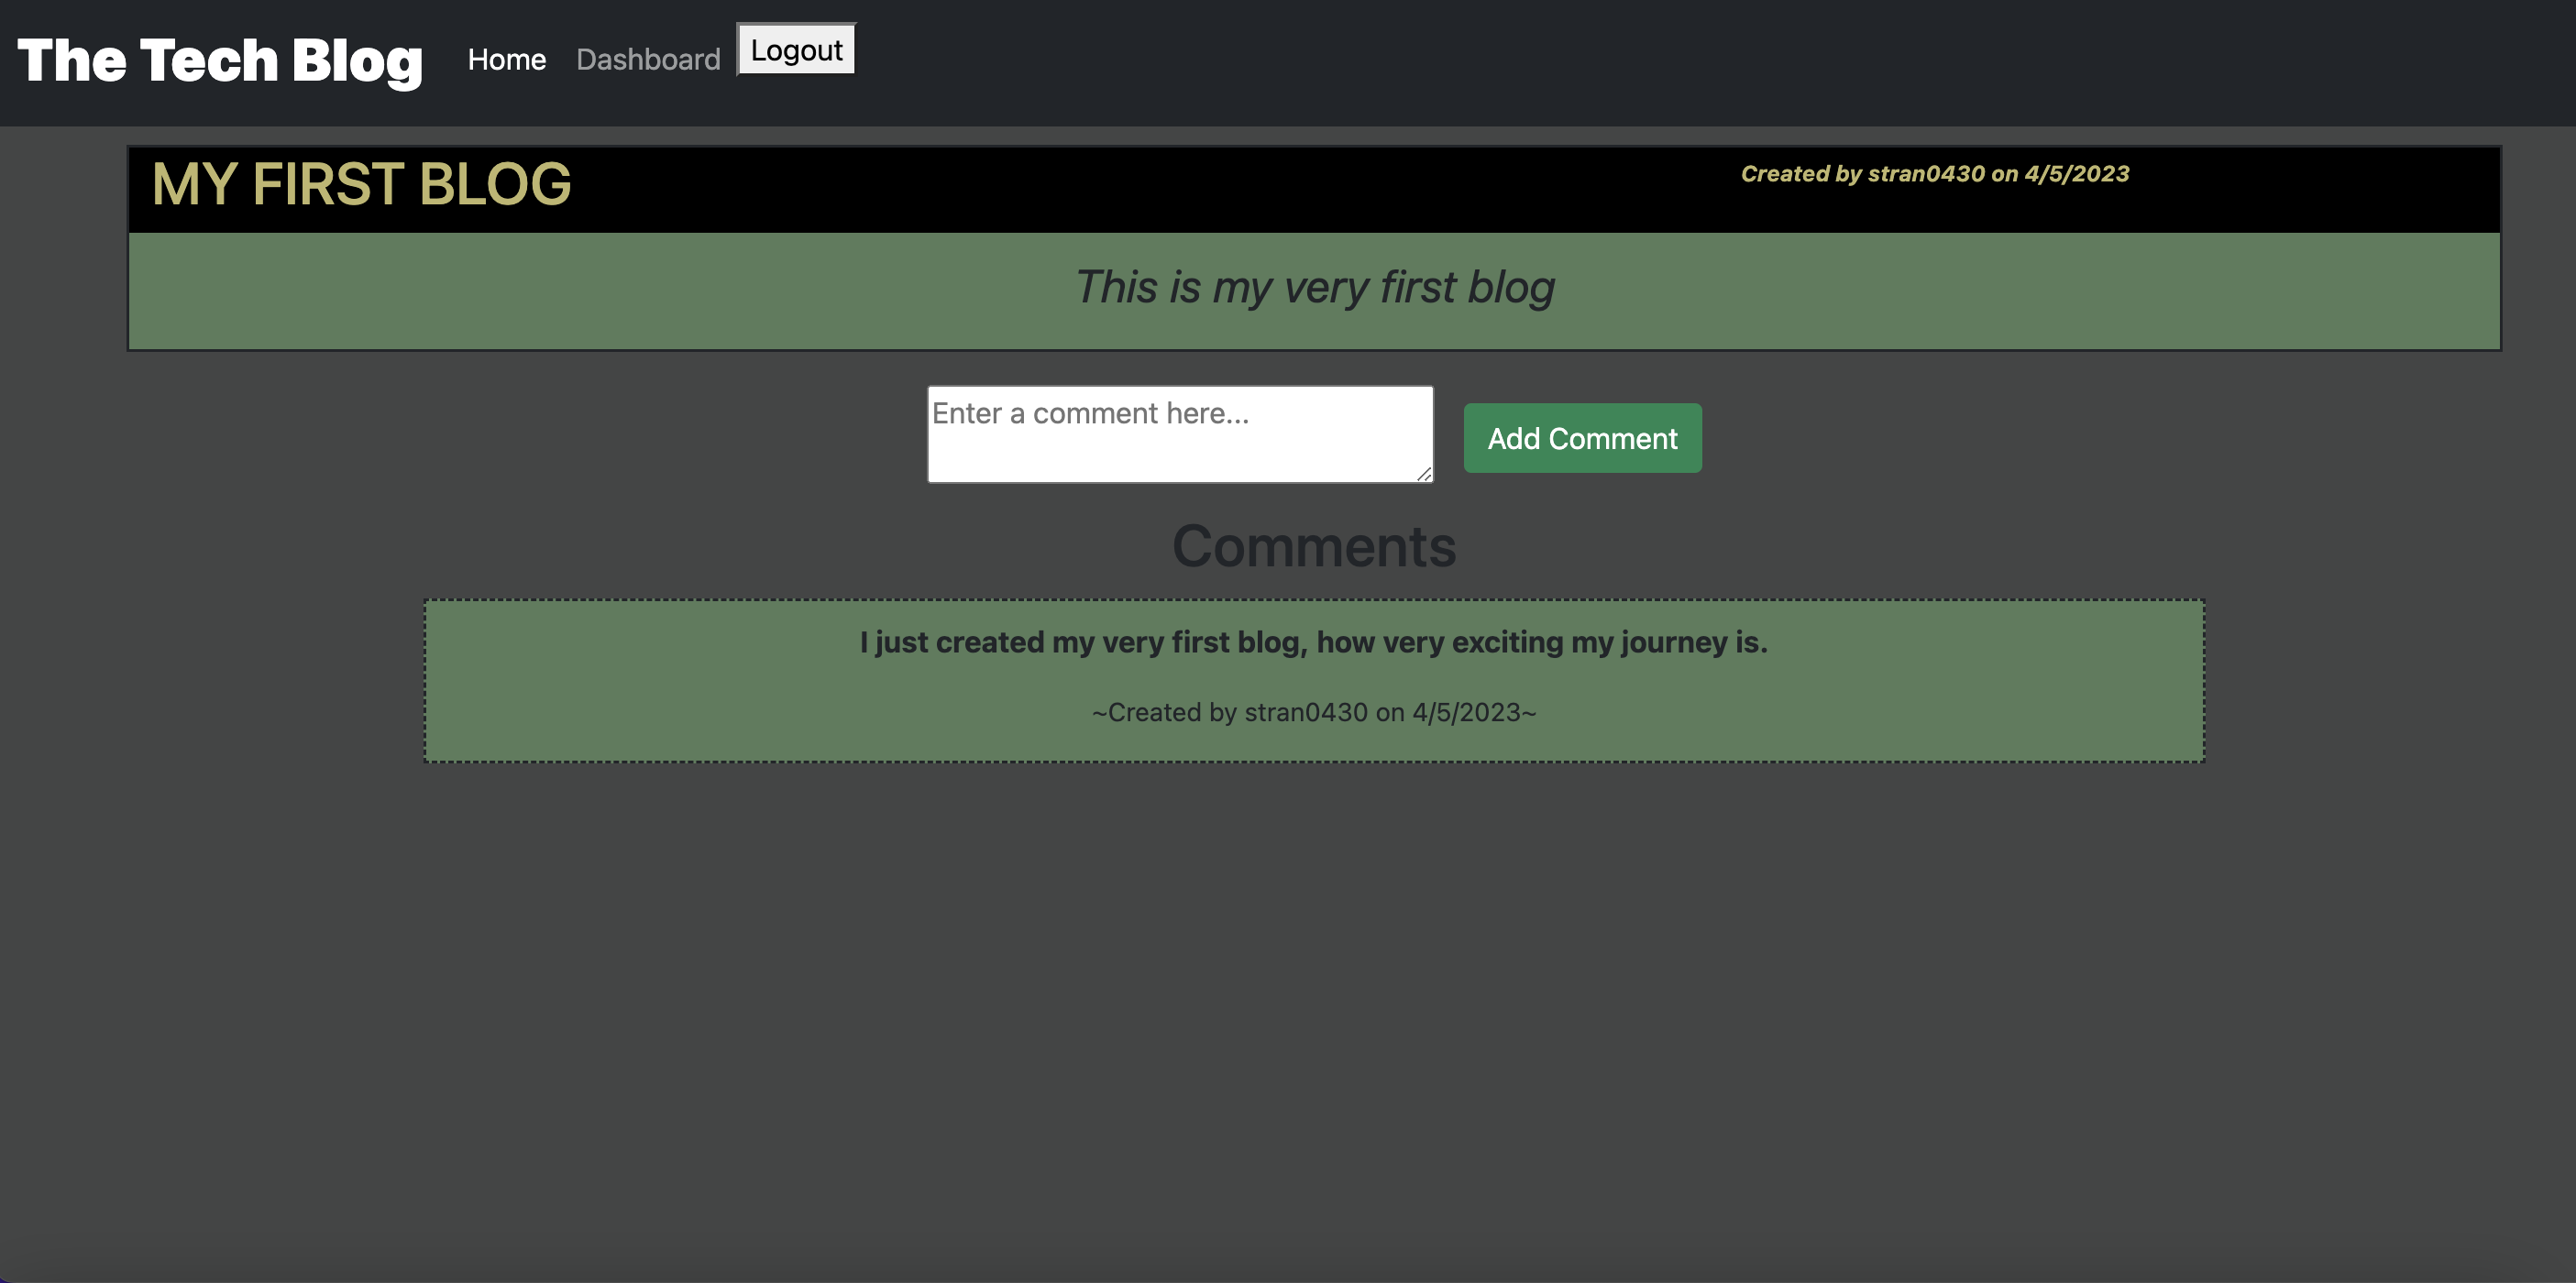 The Tech Blog Home Dashboard Logout
MY FIRST BLOG Created by stran0430 on 4/5/2023
This is my very first blog
Enter a comment here... Add Comment
Comments
I just created my very first blog, how very exciting my journey is.
~Created by stran0430 on 4/5/2023~